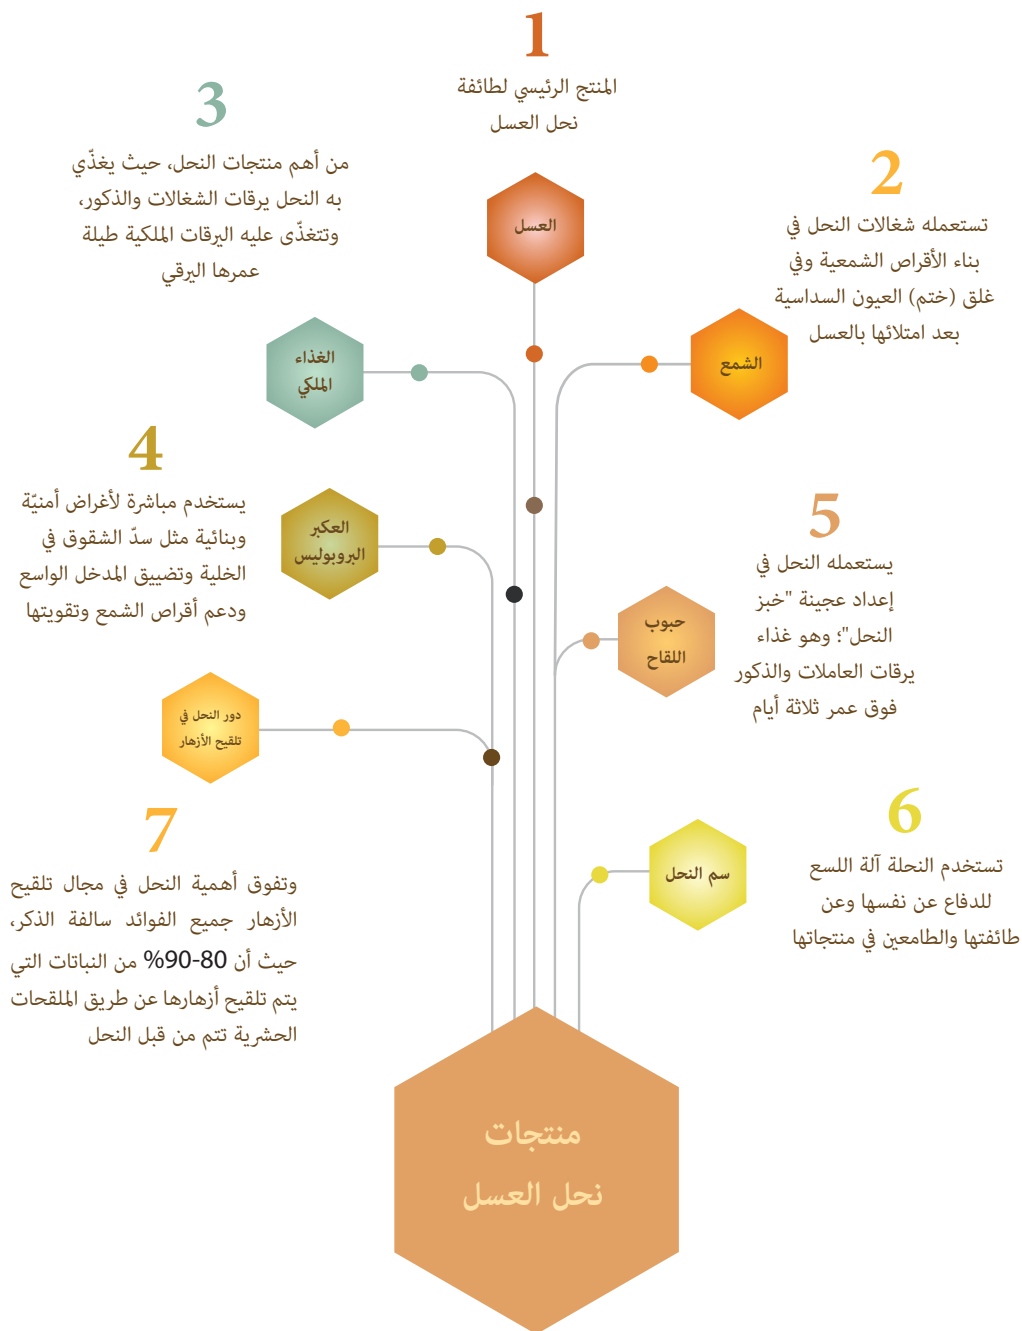 1
المنتج الرئيسي لطائفة
نحل العسل
العسل
2
تستعمله شغالات النحل في
بناء الأقراص الشمعية وفي
غلق (ختم) العيون السداسية
بعد امتلائها بالعسل
الشمع
3
من أهم منتجات النحل، حيث يغذّي
به النحل يرقات الشغالات والذكور،
وتتغذّى عليه اليرقات الملكية طيلة
عمرها اليرقي
الغذاء
الملكي
4
يستخدم مباشرة لأغراض أمنيّة
وبنائية مثل سدّ الشقوق في
الخلية وتضييق المدخل الواسع
ودعم أقراص الشمع وتقويتها
العكبر
البروبوليس
5
يستعمله النحل في
إعداد عجينة "خبز
النحل"؛ وهو غذاء
يرقات العاملات والذكور
فوق عمر ثلاثة أيام
حبوب
اللقاح
6
تستخدم النحلة آلة اللسع
للدفاع عن نفسها وعن
طائفتها والطامعين في منتجاتها
سم النحل
7
وتفوق أهمية النحل في مجال تلقيح
الأزهار جميع الفوائد سالفة الذكر،
حيث أن 80-90% من النباتات التي
يتم تلقيح أزهارها عن طريق الملقحات
الحشرية تتم من قبل النحل
دور النحل في
تلقيح الأزهار
منتجات
نحل العسل